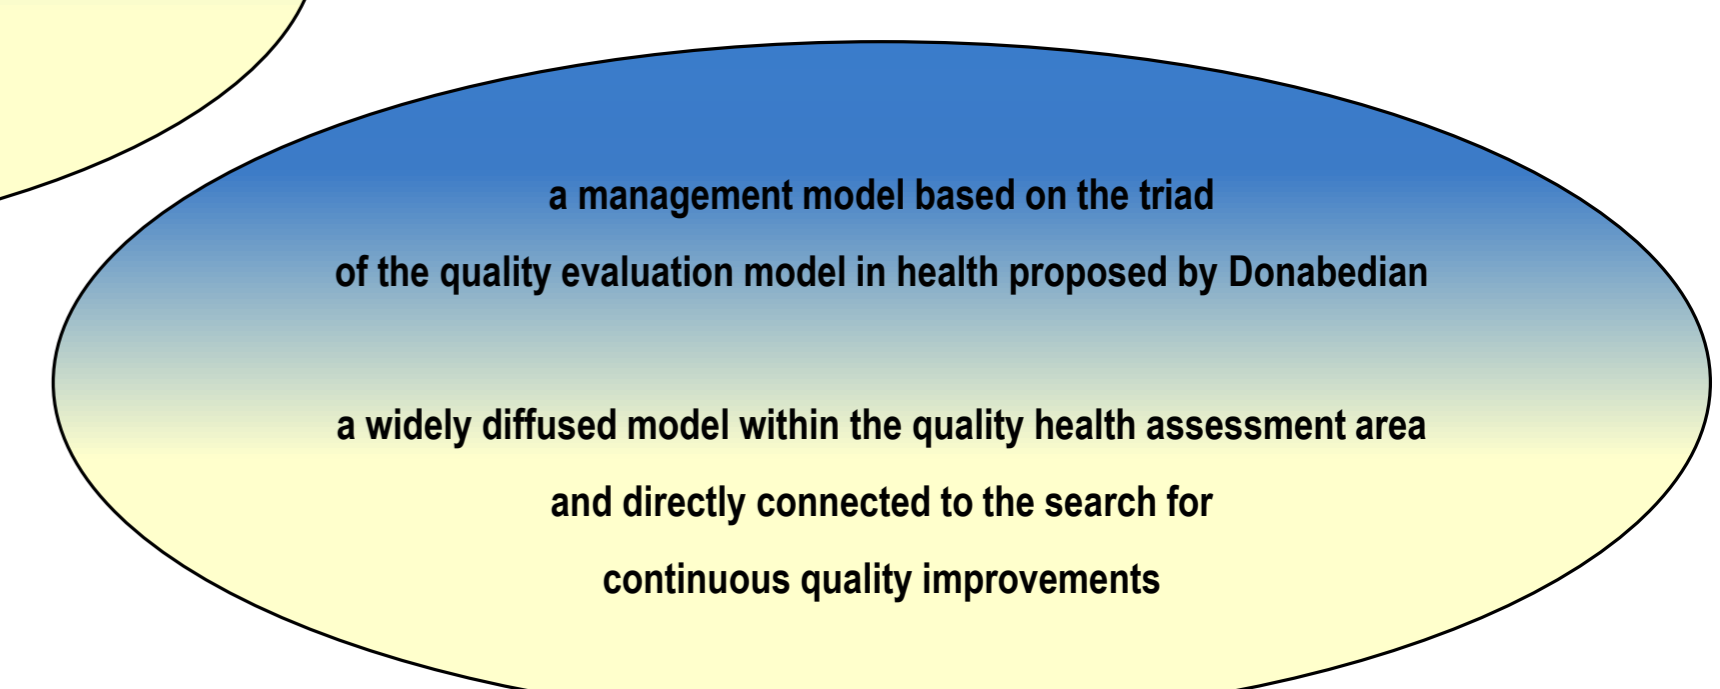 a management model based on the triad
of the quality evaluation model in health proposed by Donabedian
a widely diffused model within the quality health assessment area
and directly connected to the search for
continuous quality improvements